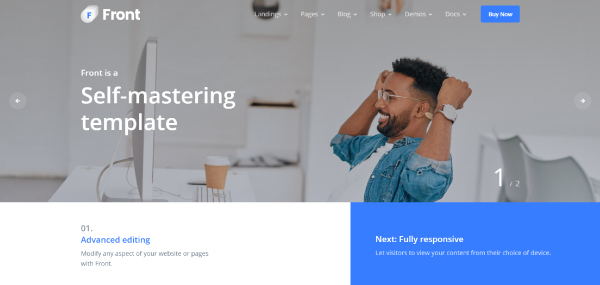 Front
Landings Pages Blog Shop Demos Docs Buy Now
Front is a
Self-mastering
template
1 / 2
01.
Advanced editing
Modify any aspect of your website or pages
with Front.
Next: Fully responsive
Let visitors to view your content from their choice of device.